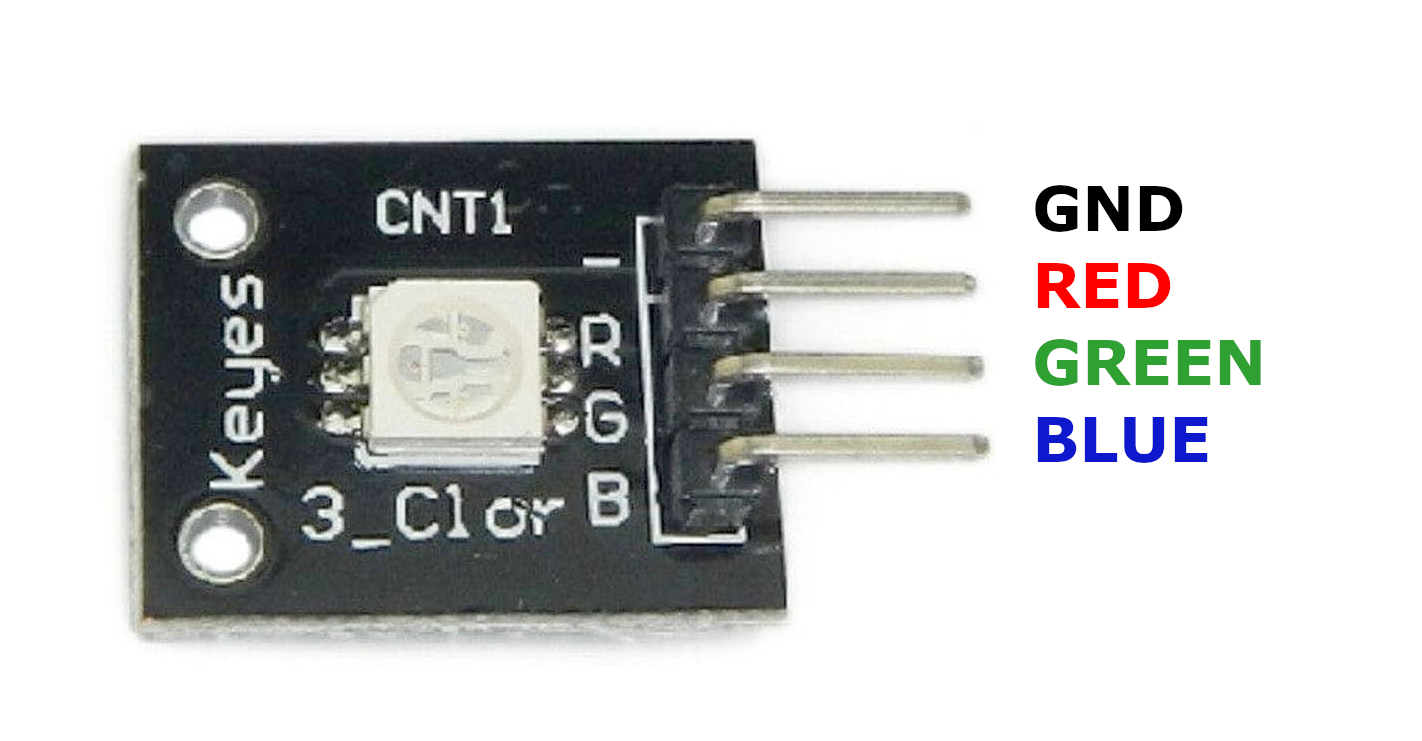 CNT1
-
R
G
B
Keyes
3_Clor
GND
RED
GREEN
BLUE